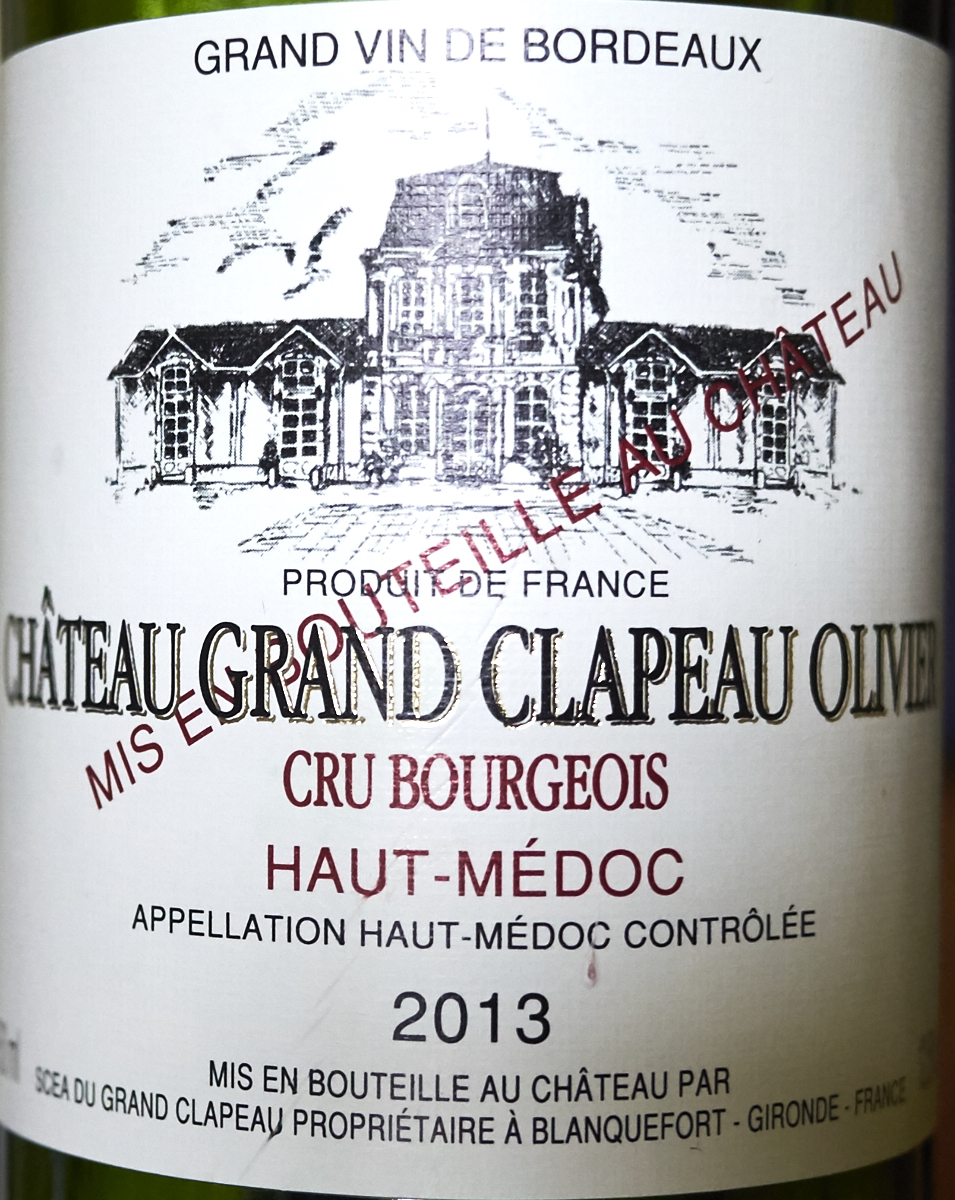 GRAND VIN DE BORDEAUX
MIS EN BOUTEILLE AU CHÂTEAU
PRODUIT DE FRANCE
CHÂTEAU GRAND CLAPEAU OLIVIER
CRU BOURGEOIS
HAUT-MÉDOC
APPELLATION HAUT-MÉDOC CONTRÔLÉE
2013
MIS EN BOUTEILLE AU CHÂTEAU PAR
SCEA DU GRAND CLAPEAU PROPRIÉTAIRE À BLANQUEFORT - GIRONDE - FRANCE